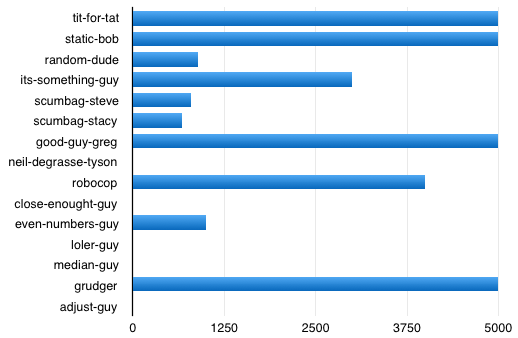 tit-for-tat
static-bob
random-dude
its-something-guy
scumbag-steve
scumbag-stacy
good-guy-greg
neil-degrasse-tyson
robocop
close-enought-guy
even-numbers-guy
loler-guy
median-guy
grudger
adjust-guy
0 1250 2500 3750 5000